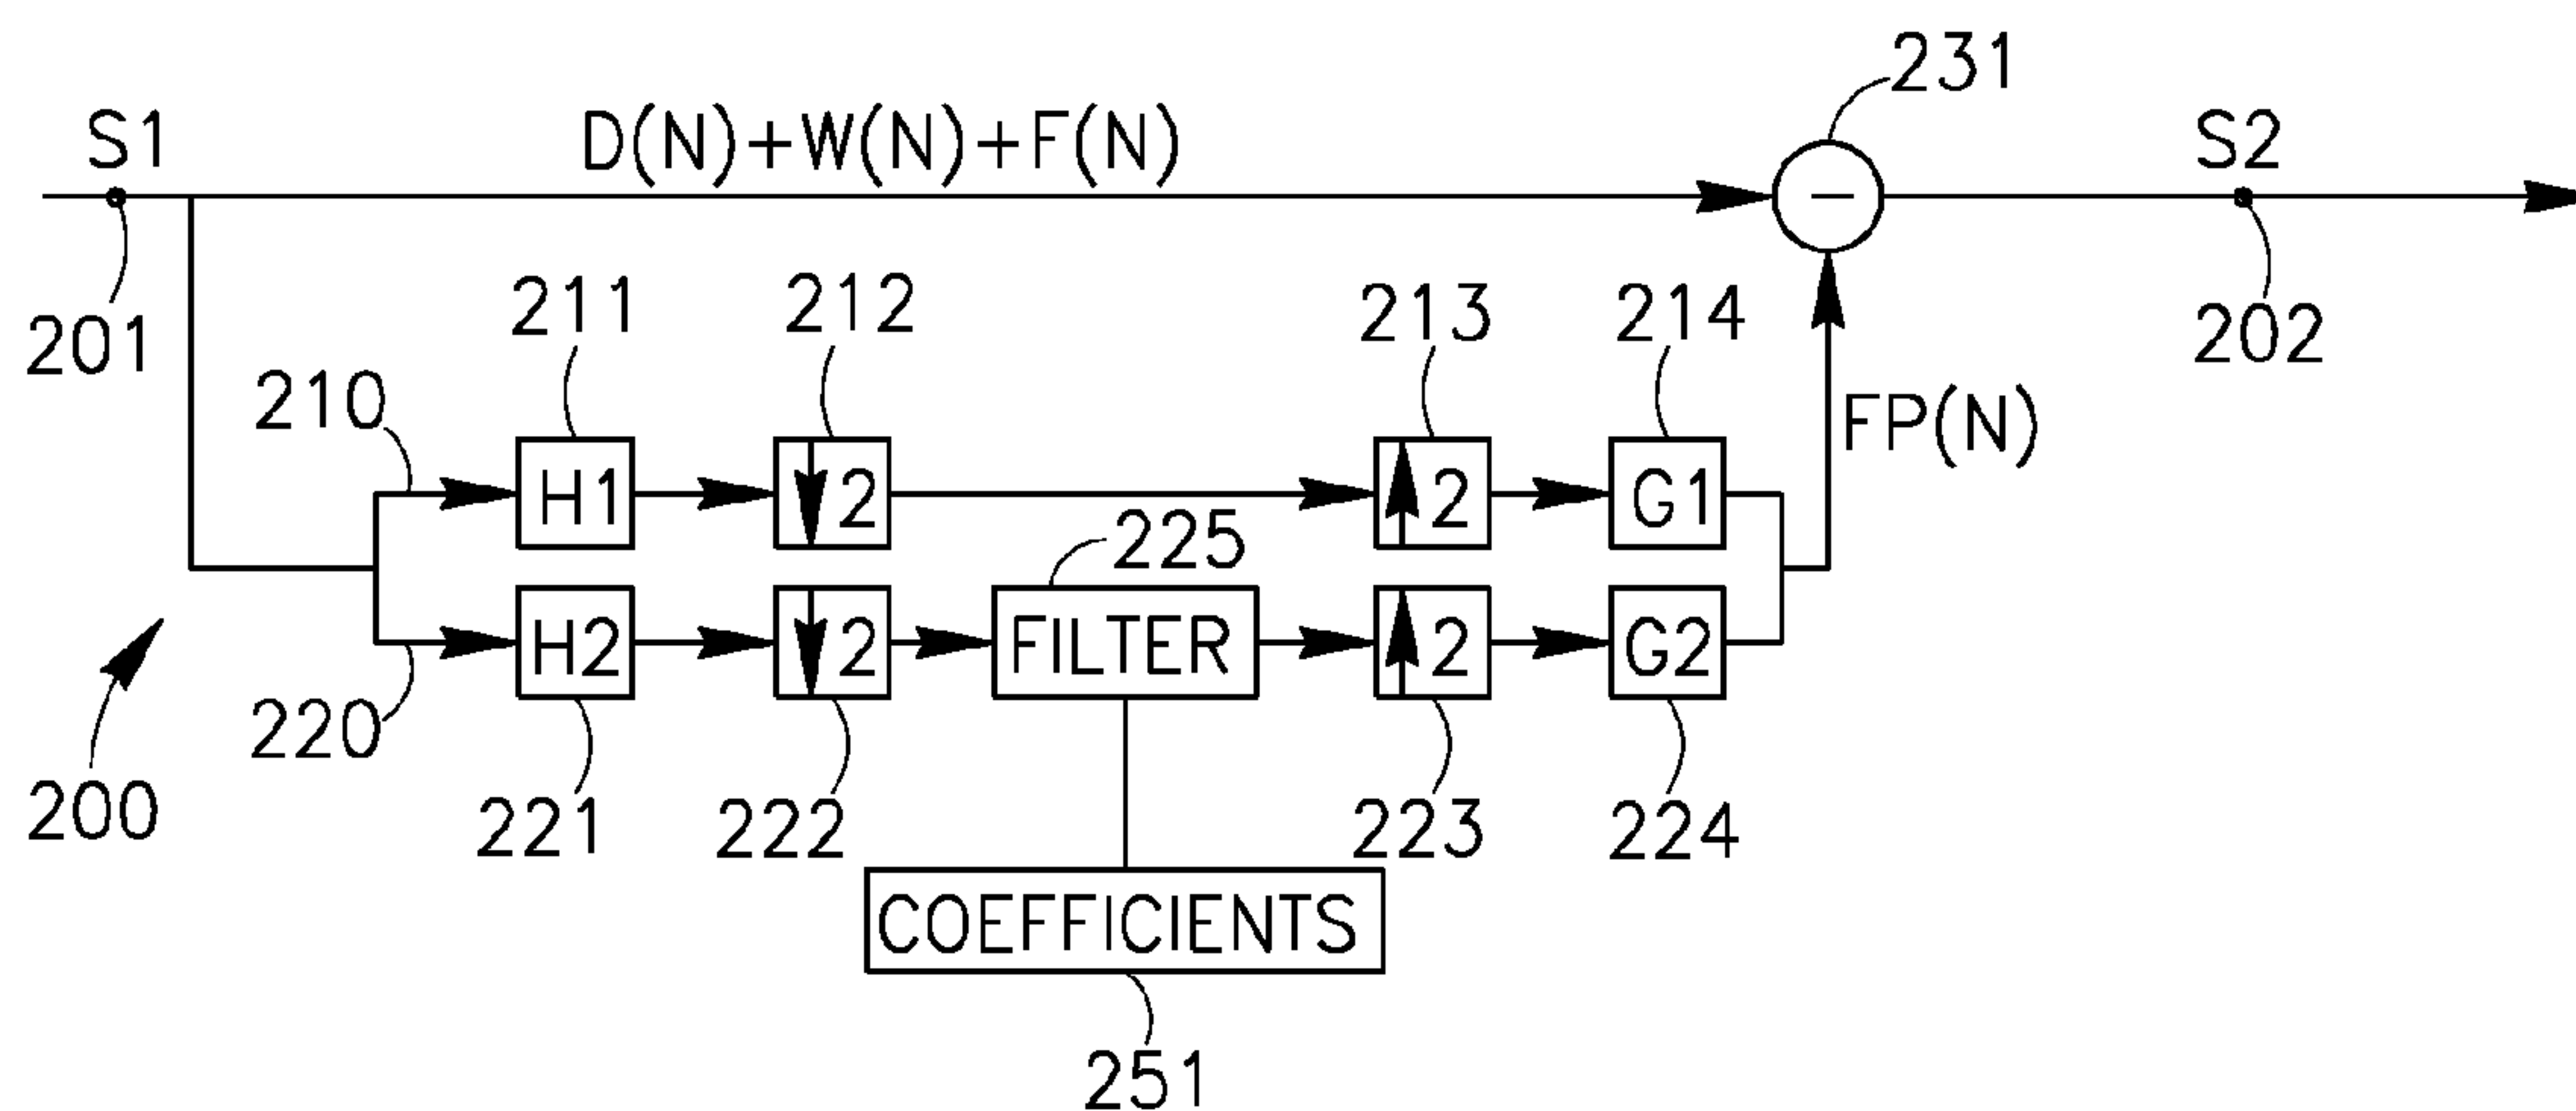 231
S1
D(N)+W(N)+F(N)
S2
−
201
211
212
213
214
202
210
FP(N)
H1
2
2
G1
225
H2
2
FILTER
2
G2
220
200
221
222
223
224
COEFFICIENTS
251